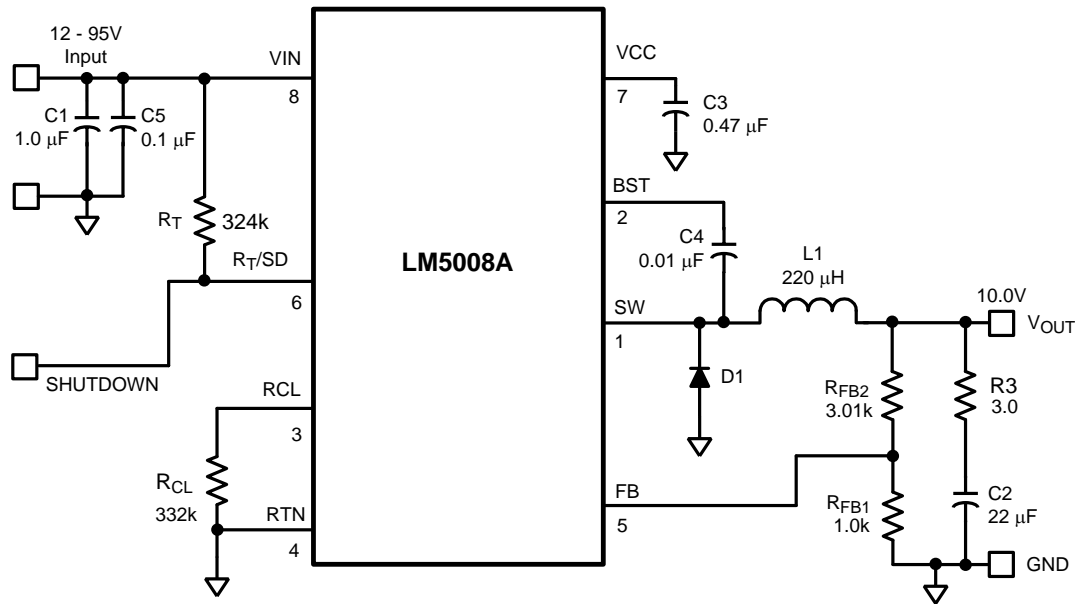 12 - 95V
Input
VIN
8
C1
1.0 μF
C5
0.1 μF
RT
324k
RT/SD
6
SHUTDOWN
RCL
3
RCL
332k
RTN
4
LM5008A
VCC
7
C3
0.47 μF
BST
2
C4
0.01 μF
L1
220 μH
SW
1
D1
10.0V
VOUT
RFB2
3.01k
R3
3.0
FB
5
RFB1
1.0k
C2
22 μF
GND